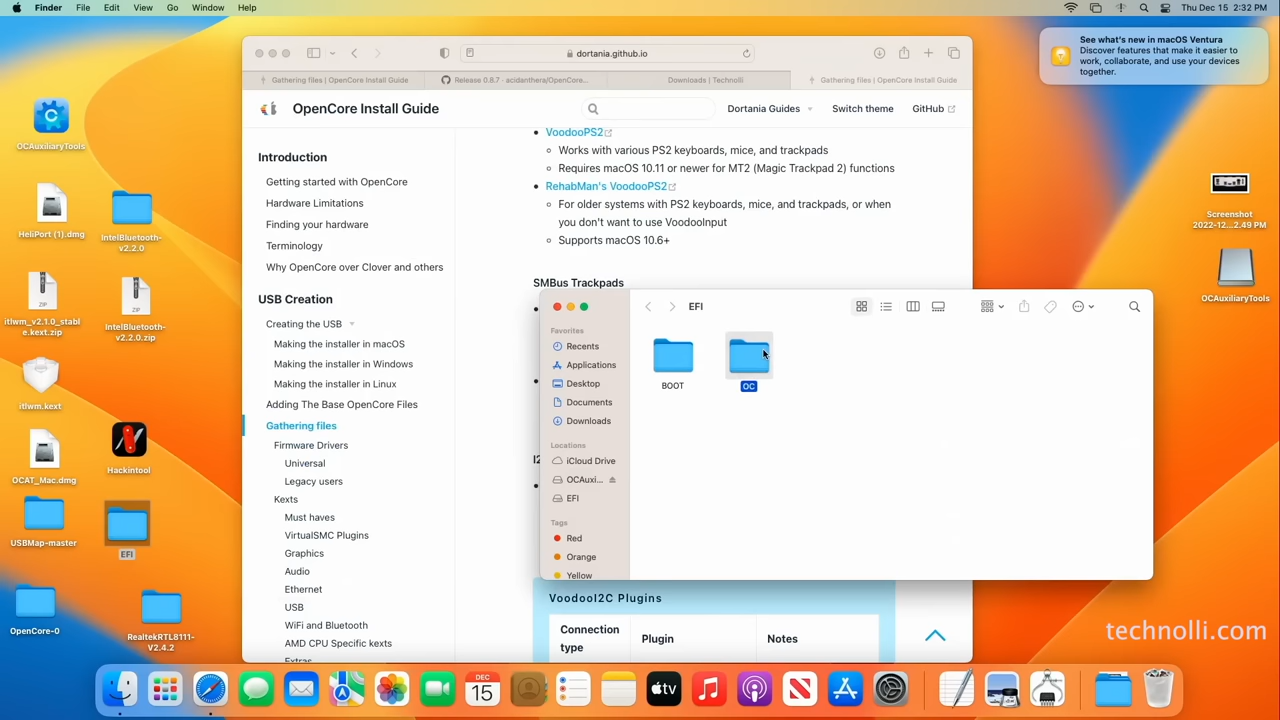 Finder File Edit View Go Window Help Thu Dec 15 2:32 PM
See what's new in macOS Ventura
Discover features that make it easier to
work, collaborate, and use your devices
together.
dortania.github.io
Gathering files | OpenCore Install Guide
Release 0.8.7 · acidanthera/OpenCore...
Downloads | Technolli
Gathering files | OpenCore Install Guide
OpenCore Install Guide
Dortania Guides
Switch theme
GitHub
Introduction
Getting started with OpenCore
Hardware Limitations
Finding your hardware
Terminology
Why OpenCore over Clover and others
USB Creation
Creating the USB
Making the installer in macOS
Making the installer in Windows
Making the installer in Linux
Adding The Base OpenCore Files
Gathering files
Firmware Drivers
Universal
Legacy users
Kexts
Must haves
VirtualSMC Plugins
Graphics
Audio
Ethernet
USB
WiFi and Bluetooth
AMD CPU Specific kexts
Extras
VoodooPS2
Works with various PS2 keyboards, mice, and trackpads
Requires macOS 10.11 or newer for MT2 (Magic Trackpad 2) functions
RehabMan's VoodooPS2
For older systems with PS2 keyboards, mice, and trackpads, or when
you don't want to use VoodooInput
Supports macOS 10.6+
SMBus Trackpads
EFI
Favorites
Recents
Applications
Desktop
Documents
Downloads
Locations
iCloud Drive
OCAuxi...
EFI
Tags
Red
Orange
Yellow
BOOT
OC
VoodooI2C Plugins
Connection
type
Plugin
Notes
OCAuxiliaryTools
HeliPort (1).dmg
IntelBluetooth-
v2.2.0
itlwm_v2.1.0_stabl
e.kext.zip
IntelBluetooth-
v2.2.0.zip
itlwm.kext
OCAT_Mac.dmg
Hackintool
USBMap-master
EFI
OpenCore-0
RealtekRTL8111-
V2.4.2
Screenshot
2022-12...2.49 PM
OCAuxiliaryTools
technolli.com
DEC
15
tv